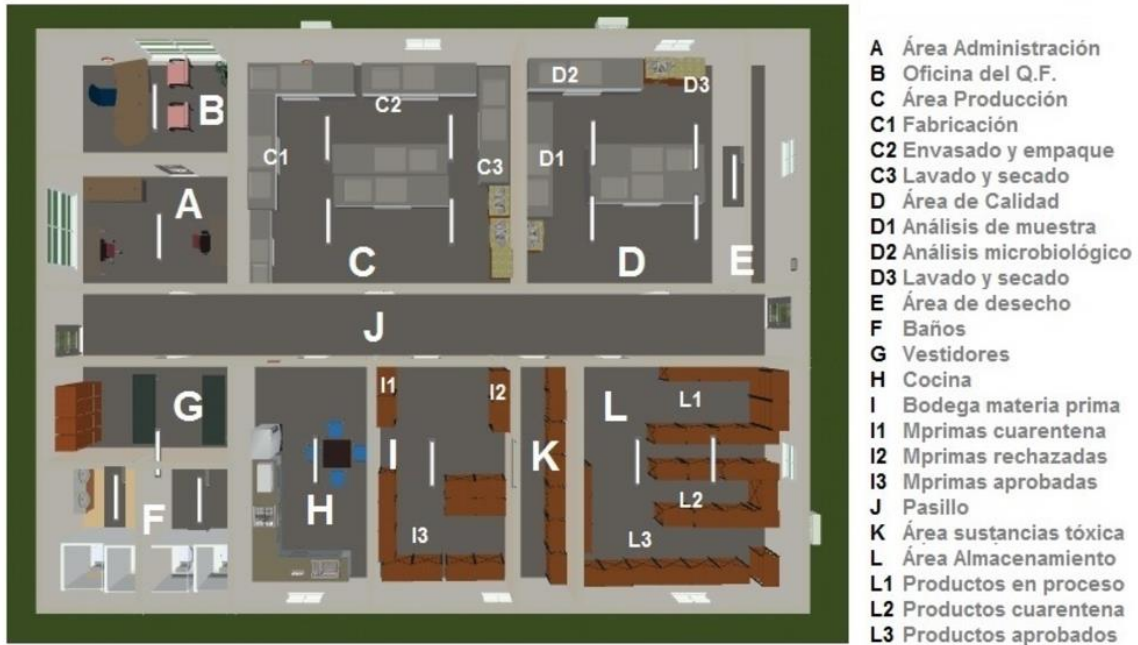 B
C2
D2
D3
C1
C3
D1
A
C
D
E
J
G
I1
I2
L
L1
I
K
H
F
L2
I3
L3
A Área Administración
B Oficina del Q.F.
C Área Producción
C1 Fabricación
C2 Envasado y empaque
C3 Lavado y secado
D Área de Calidad
D1 Análisis de muestra
D2 Análisis microbiológico
D3 Lavado y secado
E Área de desecho
F Baños
G Vestidores
H Cocina
I Bodega materia prima
I1 Mprimas cuarentena
I2 Mprimas rechazadas
I3 Mprimas aprobadas
J Pasillo
K Área sustancias tóxica
L Área Almacenamiento
L1 Productos en proceso
L2 Productos cuarentena
L3 Productos aprobados